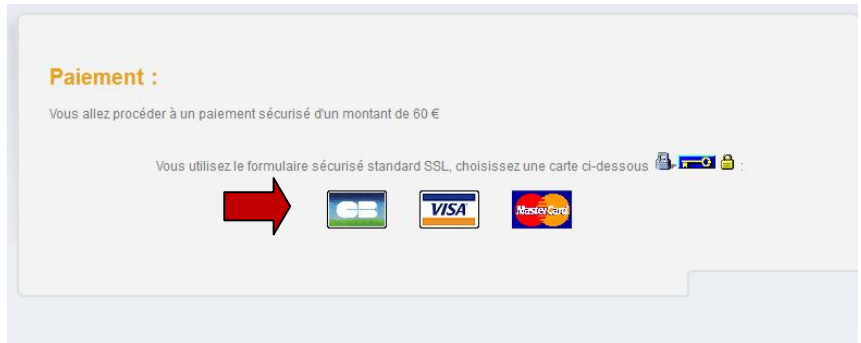 Paiement :
Vous allez procéder à un paiement sécurisé d'un montant de 60 €
Vous utilisez le formulaire sécurisé standard SSL, choisissez une carte ci-dessous :
CB VISA MasterCard